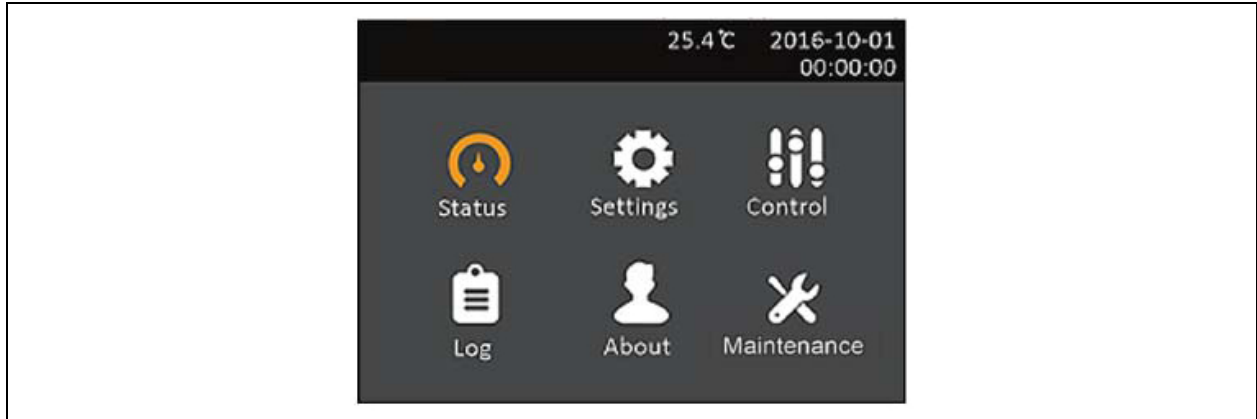 25.4℃ 2016-10-01
00:00:00
Status Settings Control
Log About Maintenance